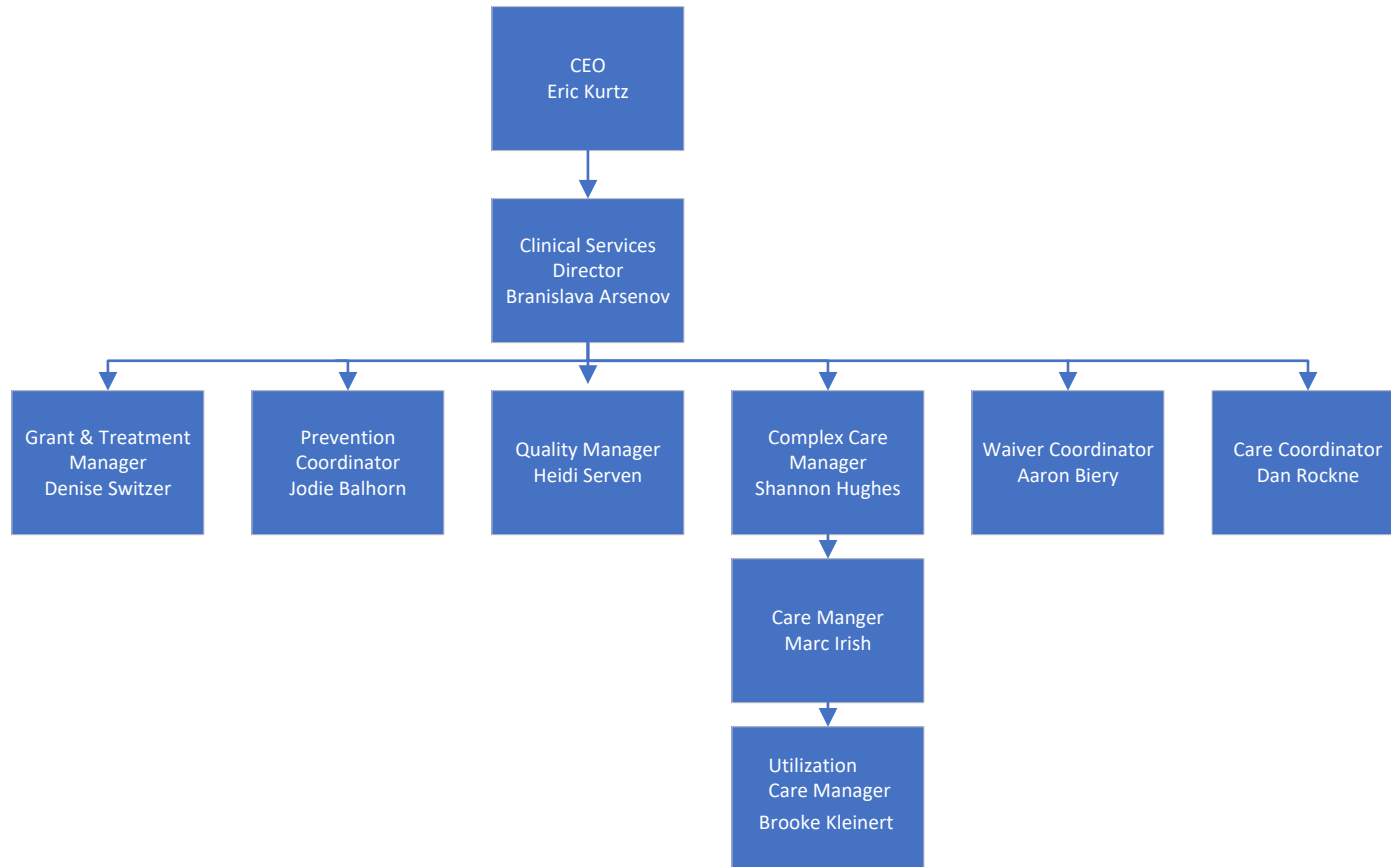 CEO
Eric Kurtz
Clinical Services
Director
Branislava Arsenov
Grant & Treatment
Manager
Denise Switzer
Prevention
Coordinator
Jodie Balhorn
Quality Manager
Heidi Serven
Complex Care
Manager
Shannon Hughes
Waiver Coordinator
Aaron Biery
Care Coordinator
Dan Rockne
Care Manger
Marc Irish
Utilization
Care Manager
Brooke Kleinert